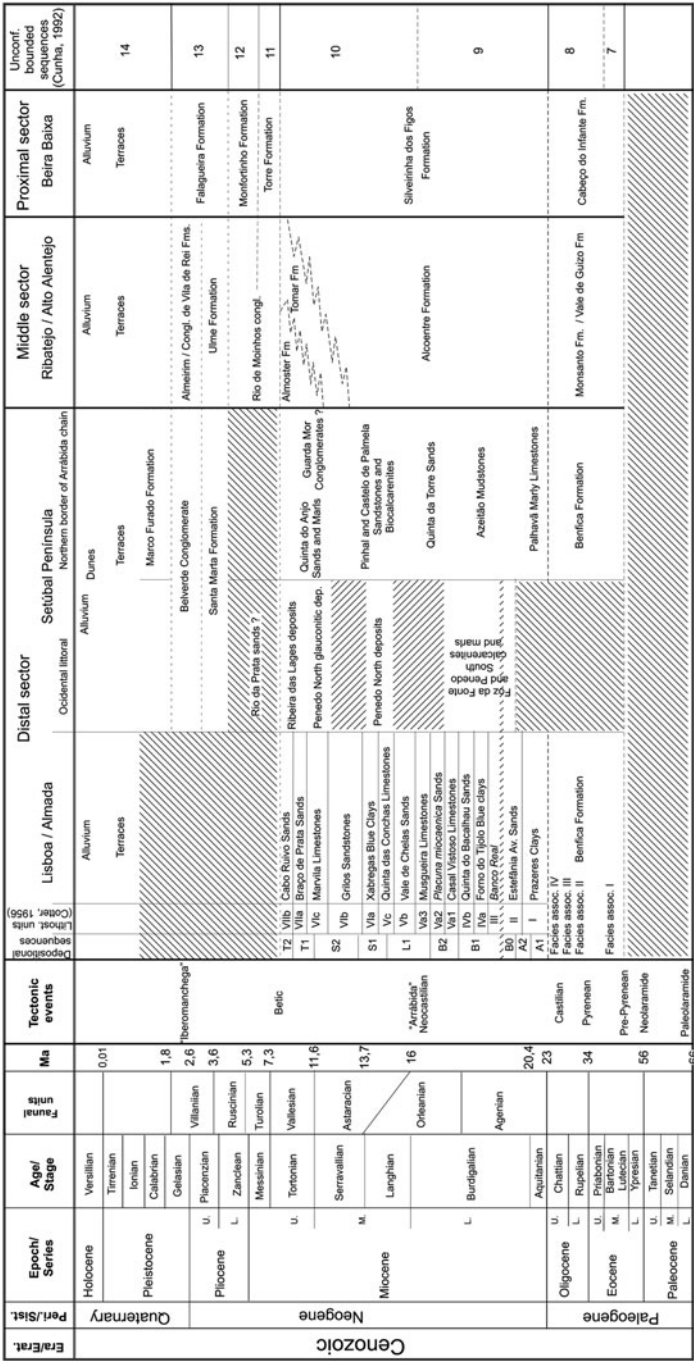 Era/Erat.
Peri./Sist.
Epoch/
Series
Age/
Stage
Faunal
units
Ma
Tectonic
events
Depositional
sequences
Lithost. units
(Cotter, 1956)
Distal sector
Lisboa / Almada
Setúbal Península
Ocidental littoral
Northern border of Arrábida chain
Middle sector
Ribatejo / Alto Alentejo
Proximal sector
Beira Baixa
Unconf.
bounded
sequences
(Cunha, 1992)
Cenozoic
Quaternary
Neogene
Paleogene
Holocene
Pleistocene
Pliocene
Miocene
Oligocene
Eocene
Paleocene
U.
L.
U.
M.
L.
U.
L.
U.
M.
L.
U.
M.
L.
Versillian
Tirrenian
Ionian
Calabrian
Gelasian
Piacenzian
Zanclean
Messinian
Tortonian
Serravallian
Langhian
Burdigalian
Aquitanian
Chattian
Rupelian
Priabonian
Bartonian
Lutecian
Ypresian
Tanetian
Selandian
Danian
Villaniian
Ruscinian
Turolian
Vallesian
Astaracian
Orleanian
Agenian
0,01
1,8
2,6
3,6
5,3
7,3
11,6
13,7
16
20,4
23
34
56
66
"Iberomanchega"
Betic
"Arrábida"
Neocastilian
Castilian
Pyrenean
Pre-Pyrenean
Neolaramide
Paleolaramide
T2
T1
S2
S1
L1
B2
B1
B0
A2
A1
VIIb
VIIa
VIc
VIb
VIa
Vc
Vb
Va3
Va2
Va1
IVb
IVa
III
II
I
Alluvium
Terraces
Cabo Ruivo Sands
Braço de Prata Sands
Marvila Limestones
Grilos Sandstones
Xabregas Blue Clays
Quinta das Conchas Limestones
Vale de Chelas Sands
Musgueira Limestones
Placuna miocaenica Sands
Casal Vistoso Limestones
Quinta do Bacalhau Sands
Forno do Tijolo Blue clays
Banco Real
Estefânia Av. Sands
Prazeres Clays
Facies assoc. IV
Facies assoc. III
Facies assoc. II
Benfica Formation
Facies assoc. I
Alluvium
Dunes
Terraces
Marco Furado Formation
Belverde Conglomerate
Santa Marta Formation
Rio da Prata sands ?
Ribeira das Lages deposits
Penedo North glauconitic dep.
Penedo North deposits
Foz da Fonte
and Penedo
South
calcarenites
and marls
Quinta do Anjo
Sands and Marls
Guarda Mor
Conglomerates ?
Pinhal and Castelo de Palmela
Sandstones and
Biocalcarenites
Quinta da Torre Sands
Azeitão Mudstones
Palhavã Marly Limestones
Benfica Formation
Alluvium
Terraces
Almeirim / Congl. de Vila de Rei Fms.
Ulme Formation
Rio de Moinhos congl.
Almoster Fm
Tomar Fm
Alcoentre Formation
Monsanto Fm. / Vale de Guizo Fm
Alluvium
Terraces
Falagueira Formation
Monfortinho Formation
Torre Formation
Silveirinha dos Figos
Formation
Cabeço do Infante Fm.
14
13
12
11
10
9
8
7